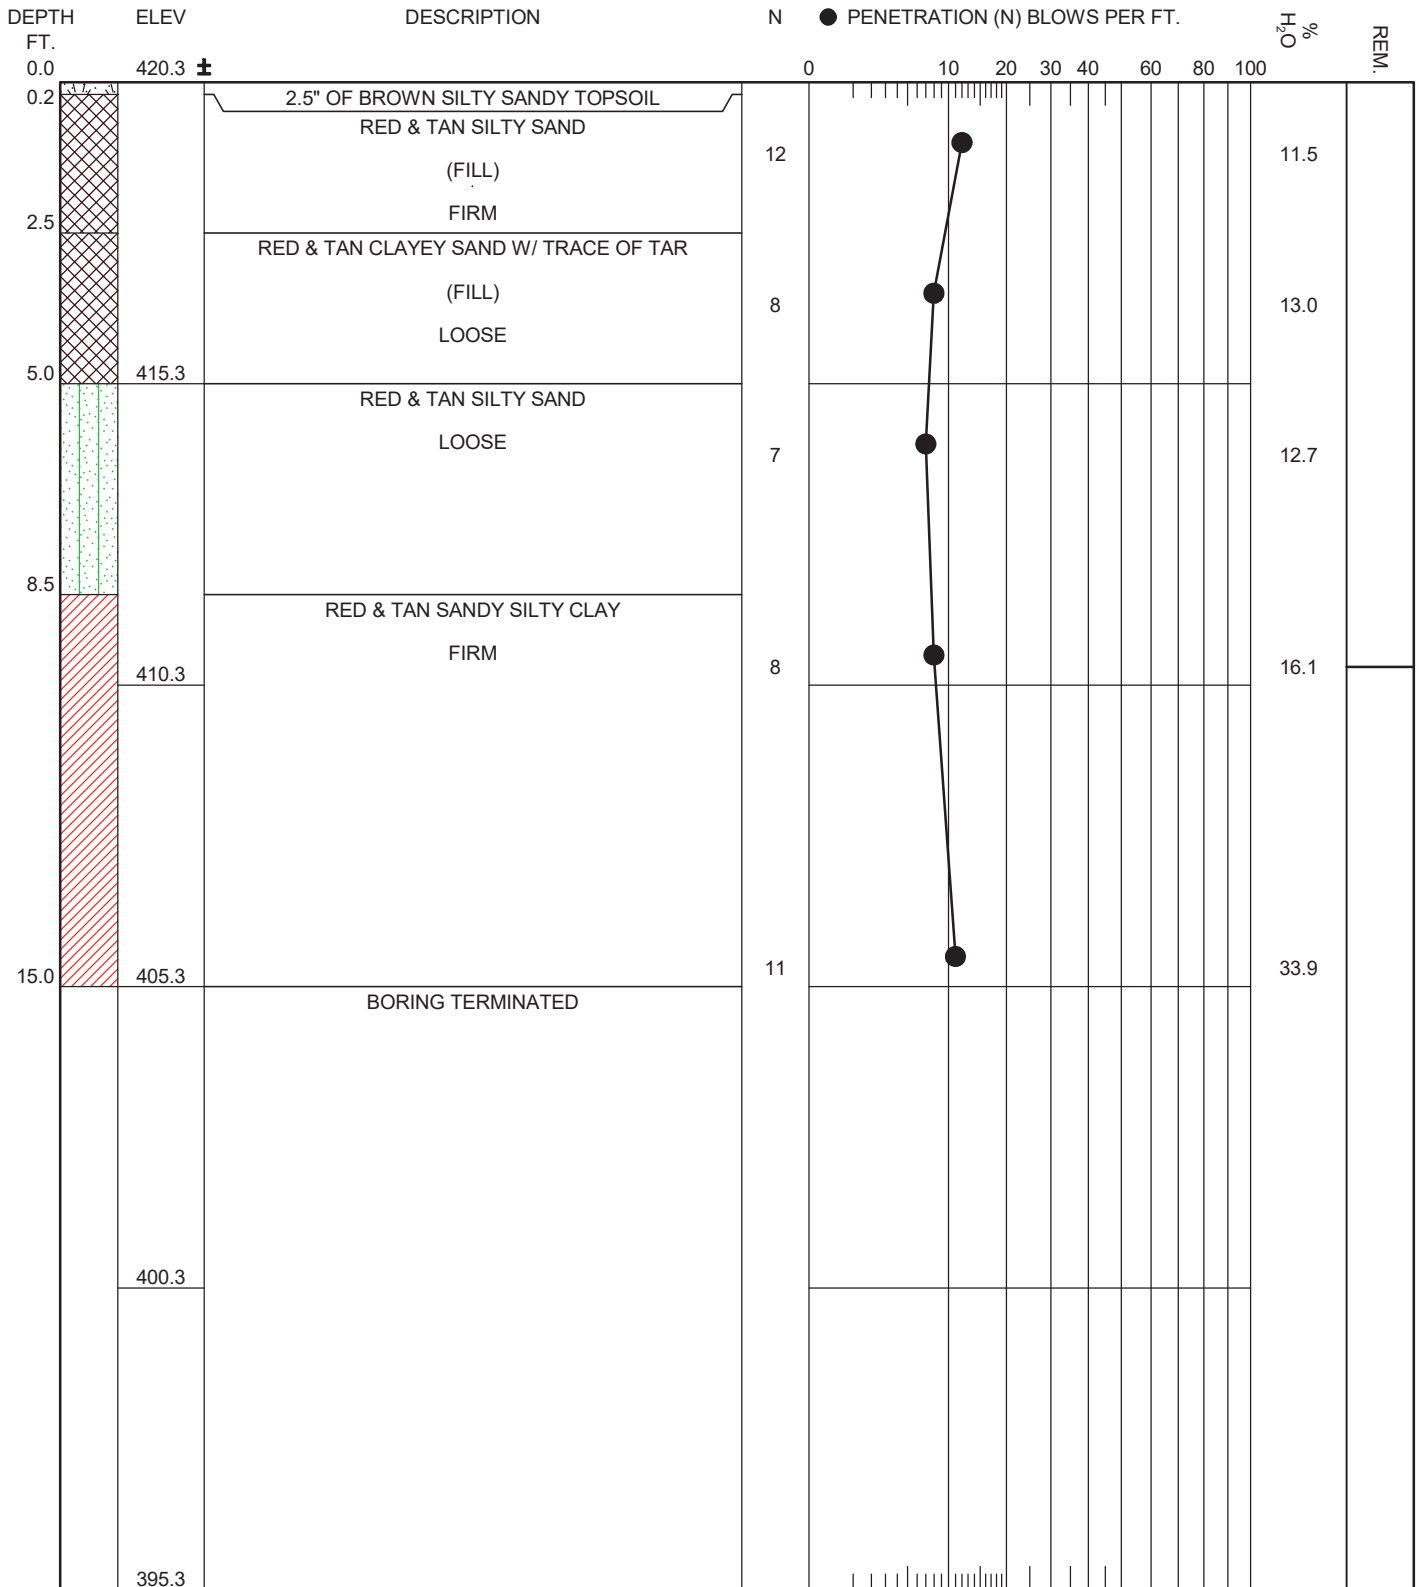 DEPTH ELEV DESCRIPTION N ● PENETRATION (N) BLOWS PER FT. % H₂O REM.
FT.
0.0 420.3 ± 0 10 20 30 40 60 80 100
0.2 2.5" OF BROWN SILTY SANDY TOPSOIL
RED & TAN SILTY SAND
12 11.5
(FILL)
FIRM
2.5
RED & TAN CLAYEY SAND W/ TRACE OF TAR
(FILL)
8 13.0
LOOSE
5.0 415.3
RED & TAN SILTY SAND
LOOSE
7 12.7
8.5
RED & TAN SANDY SILTY CLAY
FIRM
8 16.1
410.3
11 33.9
15.0 405.3
BORING TERMINATED
400.3
395.3